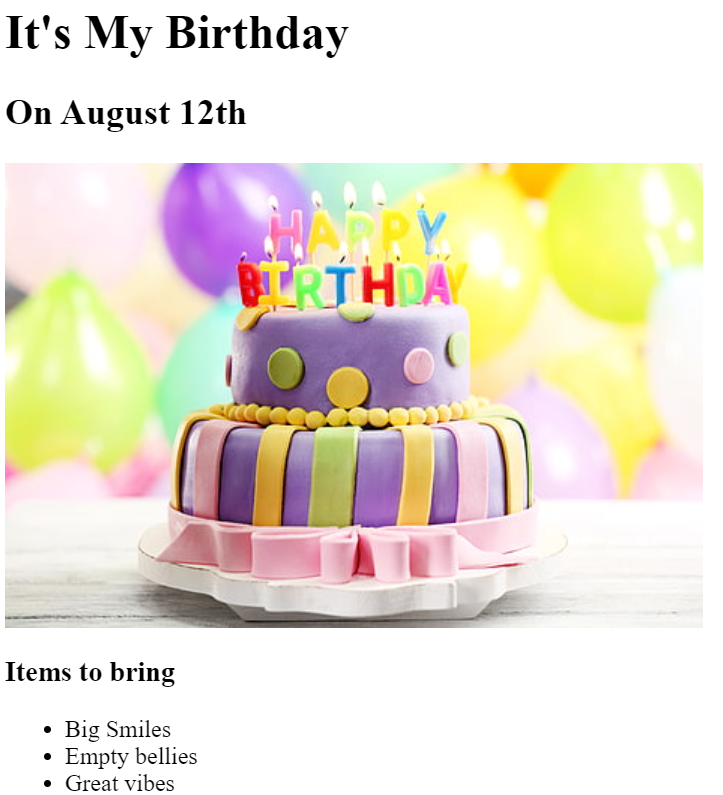 It's My Birthday
On August 12th
HAPPY
BIRTHDAY
Items to bring
Big Smiles
Empty bellies
Great vibes